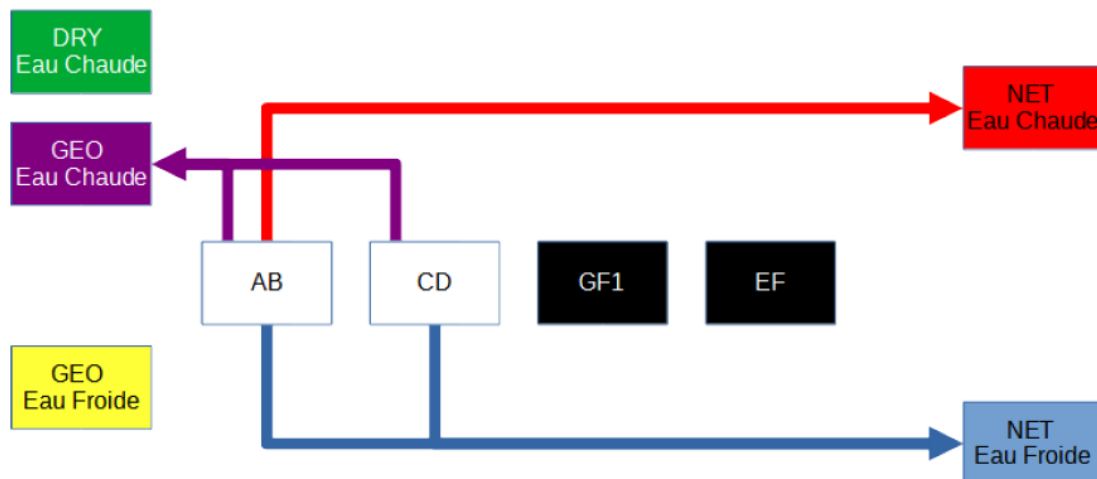 DRY
Eau Chaude
NET
Eau Chaude
GEO
Eau Chaude
AB
CD
GF1
EF
GEO
Eau Froide
NET
Eau Froide